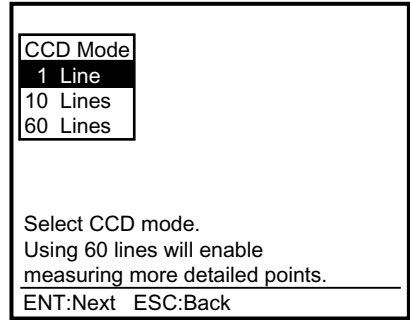 CCD Mode
1 Line
10 Lines
60 Lines
Select CCD mode.
Using 60 lines will enable
measuring more detailed points.
ENT:Next ESC:Back